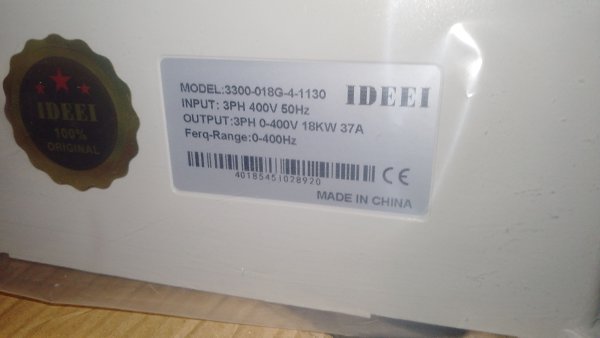 IDEEI
100%
ORIGINAL
MODEL:3300-018G-4-1130
IDEEI
INPUT: 3PH 400V 50Hz
OUTPUT:3PH 0-400V 18KW 37A
Ferq-Range:0-400Hz
40185451028920
CE
MADE IN CHINA